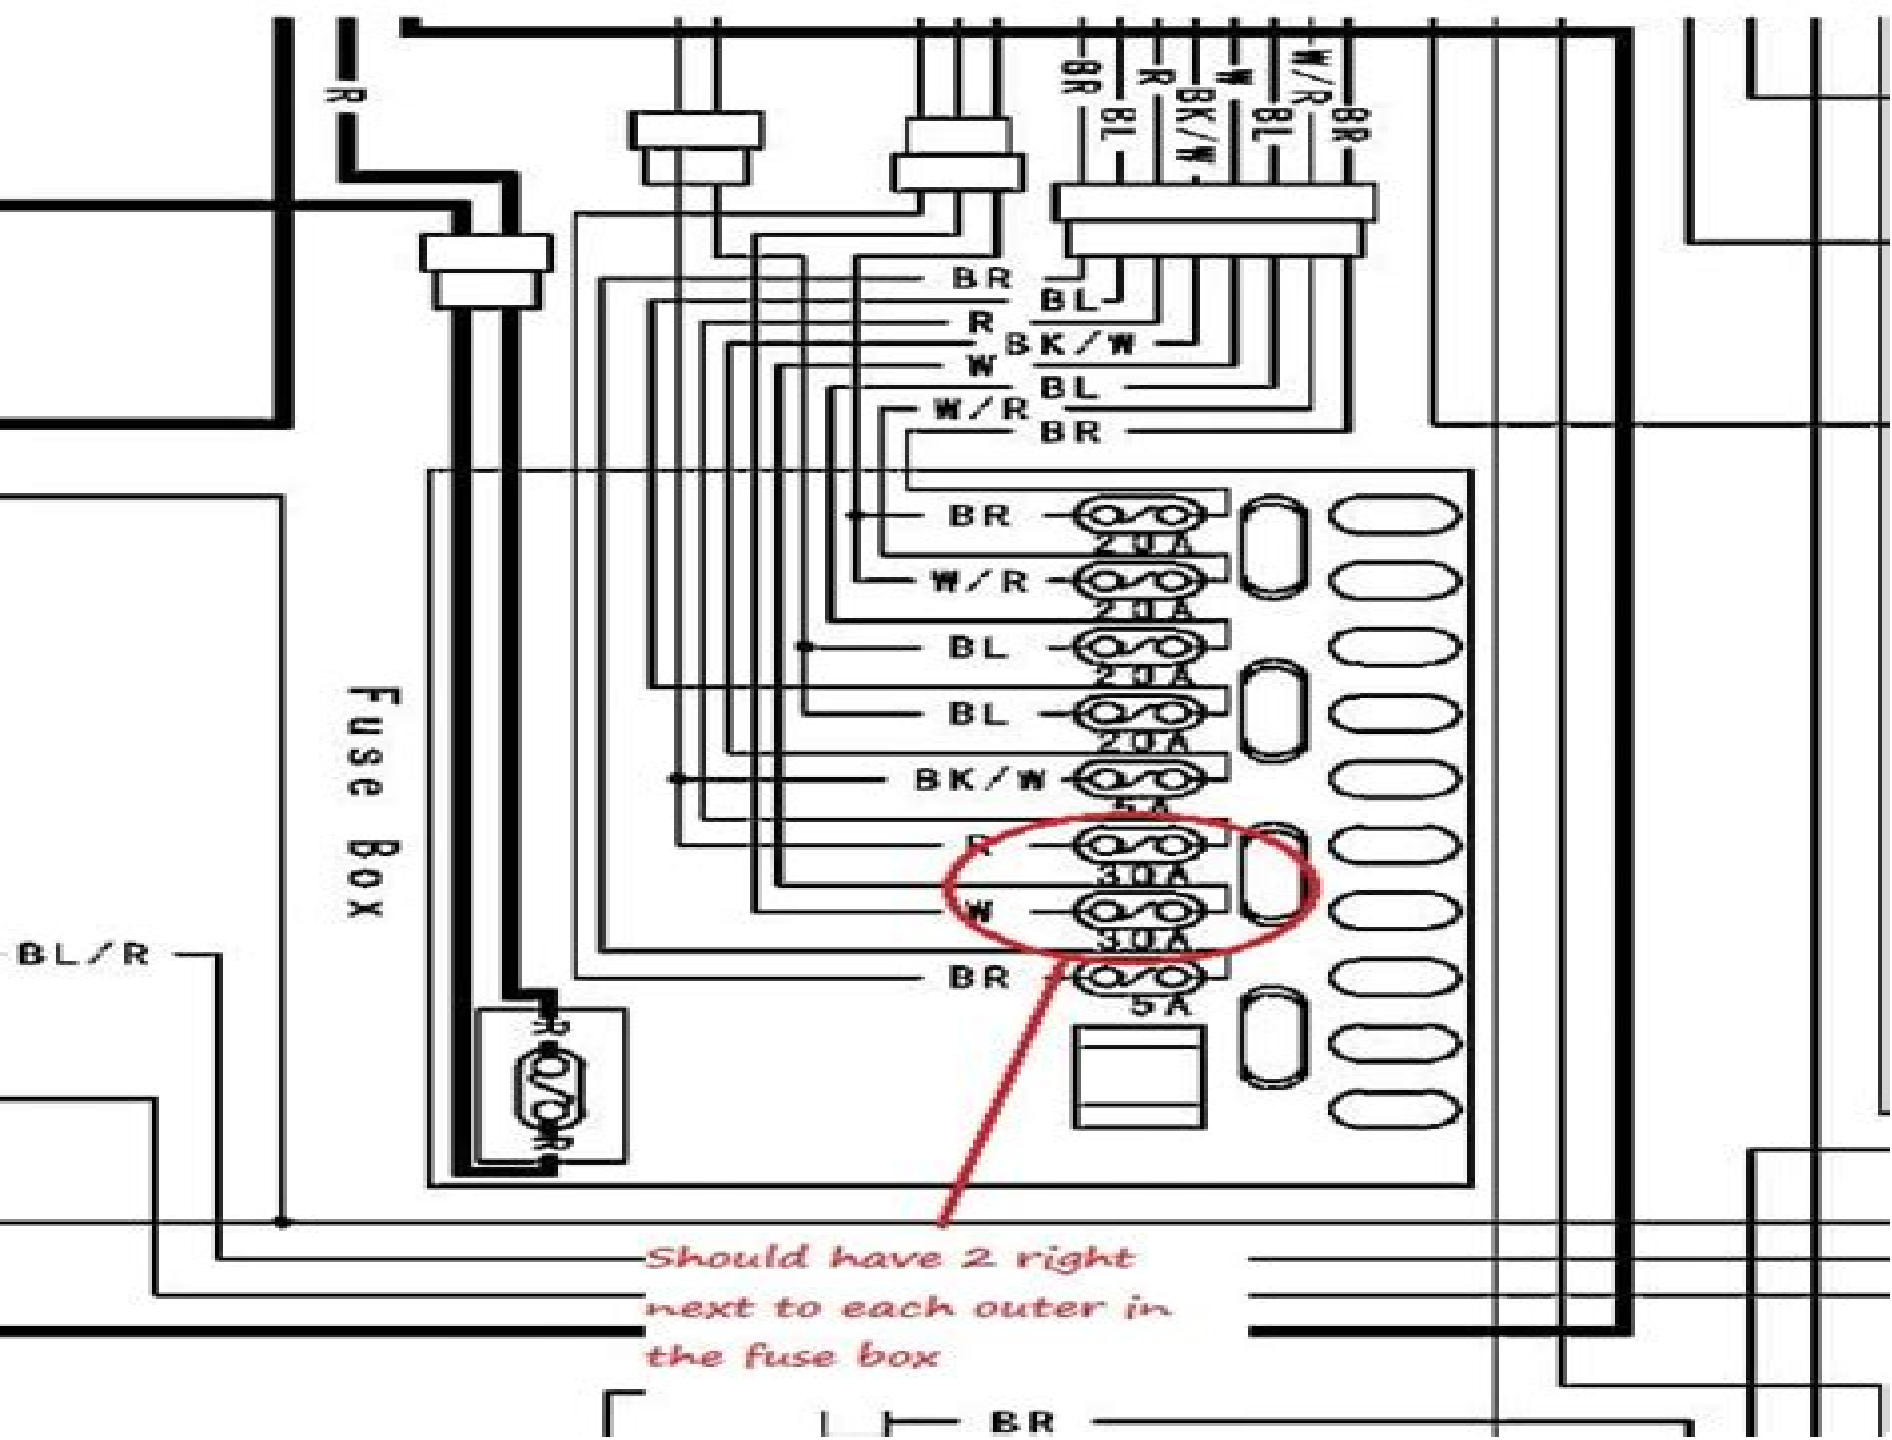 R
BR
BL
R
BK/W
W
BL
W/R
BR
BR
BL
R
BK/W
W
BL
W/R
BR
BR
20A
W/R
20A
BL
20A
BL
20A
BK/W
5A
R
30A
W
30A
BR
5A
Fuse Box
BL/R
R
R
Should have 2 right
next to each outer in
the fuse box
BR